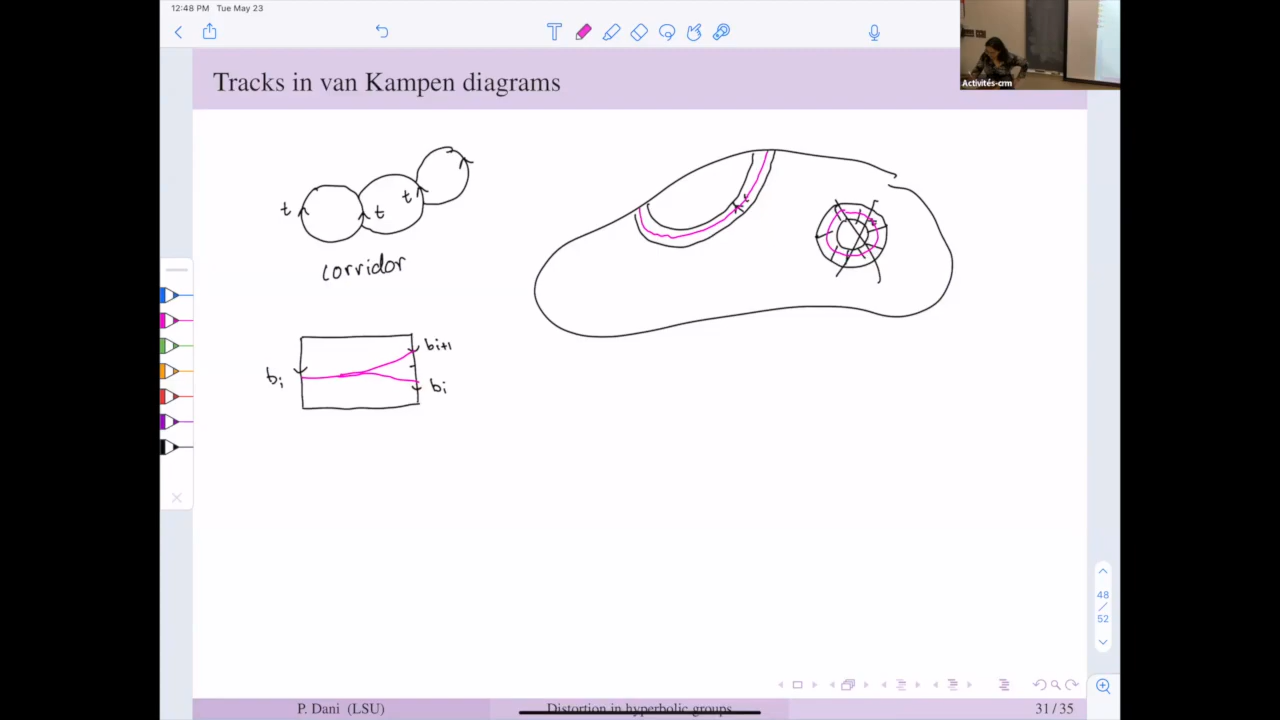 12:48 PM Tue May 23
Activités-crm
Tracks in van Kampen diagrams
t
t
t
t
corridor
b_i
b_{i+1}
b_i
48
/
52
P. Dani (LSU)
Distortion in hyperbolic groups
31 / 35